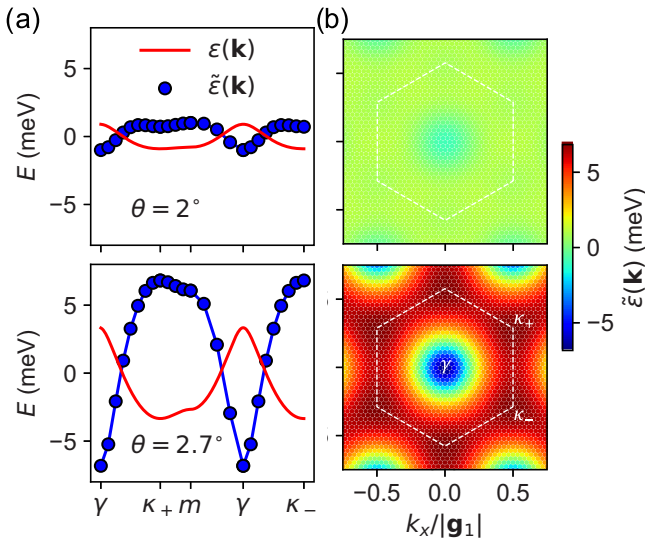 (a)
(b)
5
0
−5
E (meV)
ε(k)
ε̃(k)
θ = 2°
5
0
−5
E (meV)
θ = 2.7°
γ
κ₊
m
γ
κ₋
κ₊
γ
κ₋
−0.5
0.0
0.5
kₓ/|g₁|
5
0
−5
ε̃(k) (meV)